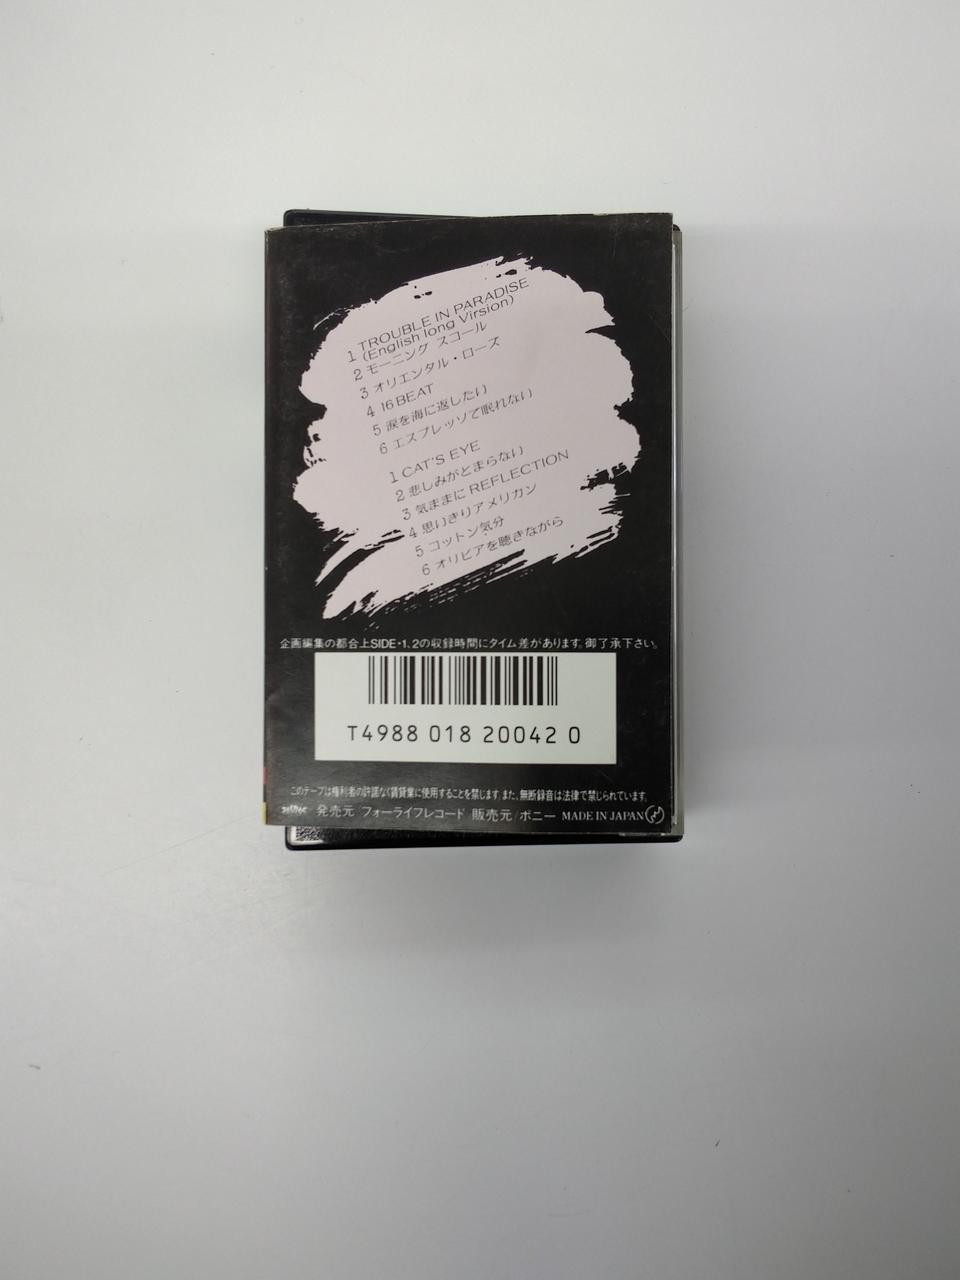 1 TROUBLE IN PARADISE
(English long Virsion)
2 モーニング スコール
3 オリエンタル・ローズ
4 16 BEAT
5 涙を海に返したい
6 エスプレッソで眠れない
1 CAT'S EYE
2 悲しみがとまらない
3 気ままに REFLECTION
4 思いきりアメリカン
5 コットン気分
6 オリビアを聴きながら
企画編集の都合上SIDE・1、2の収録時間にタイム差があります。御了承下さい。
T4988 018 20042 0
このテープは権利者の許諾なく賃貸業に使用することを禁じます。また、無断録音は法律で禁じられています。
発売元 フォーライフレコード 販売元/ポニー MADE IN JAPAN